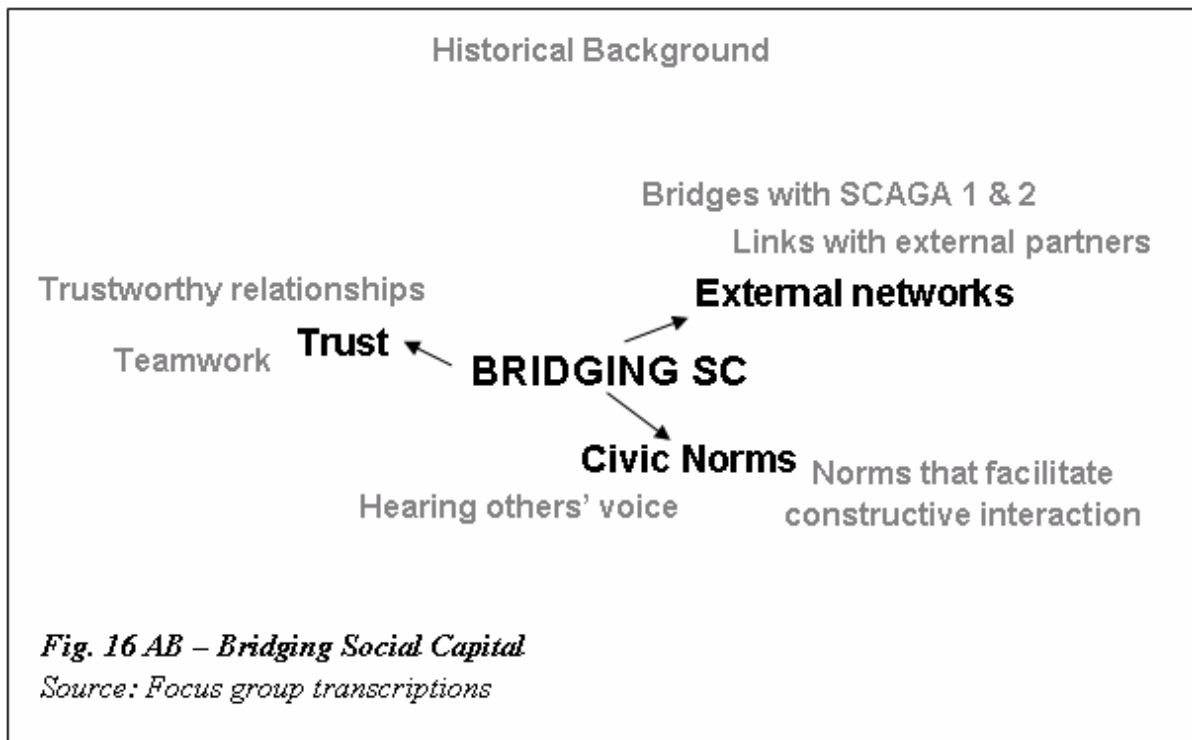 Historical Background
Bridges with SCAGA 1 & 2
Links with external partners
External networks
Trustworthy relationships
Trust
Teamwork
BRIDGING SC
Civic Norms
Norms that facilitate
constructive interaction
Hearing others’ voice
Fig. 16 AB – Bridging Social Capital
Source: Focus group transcriptions